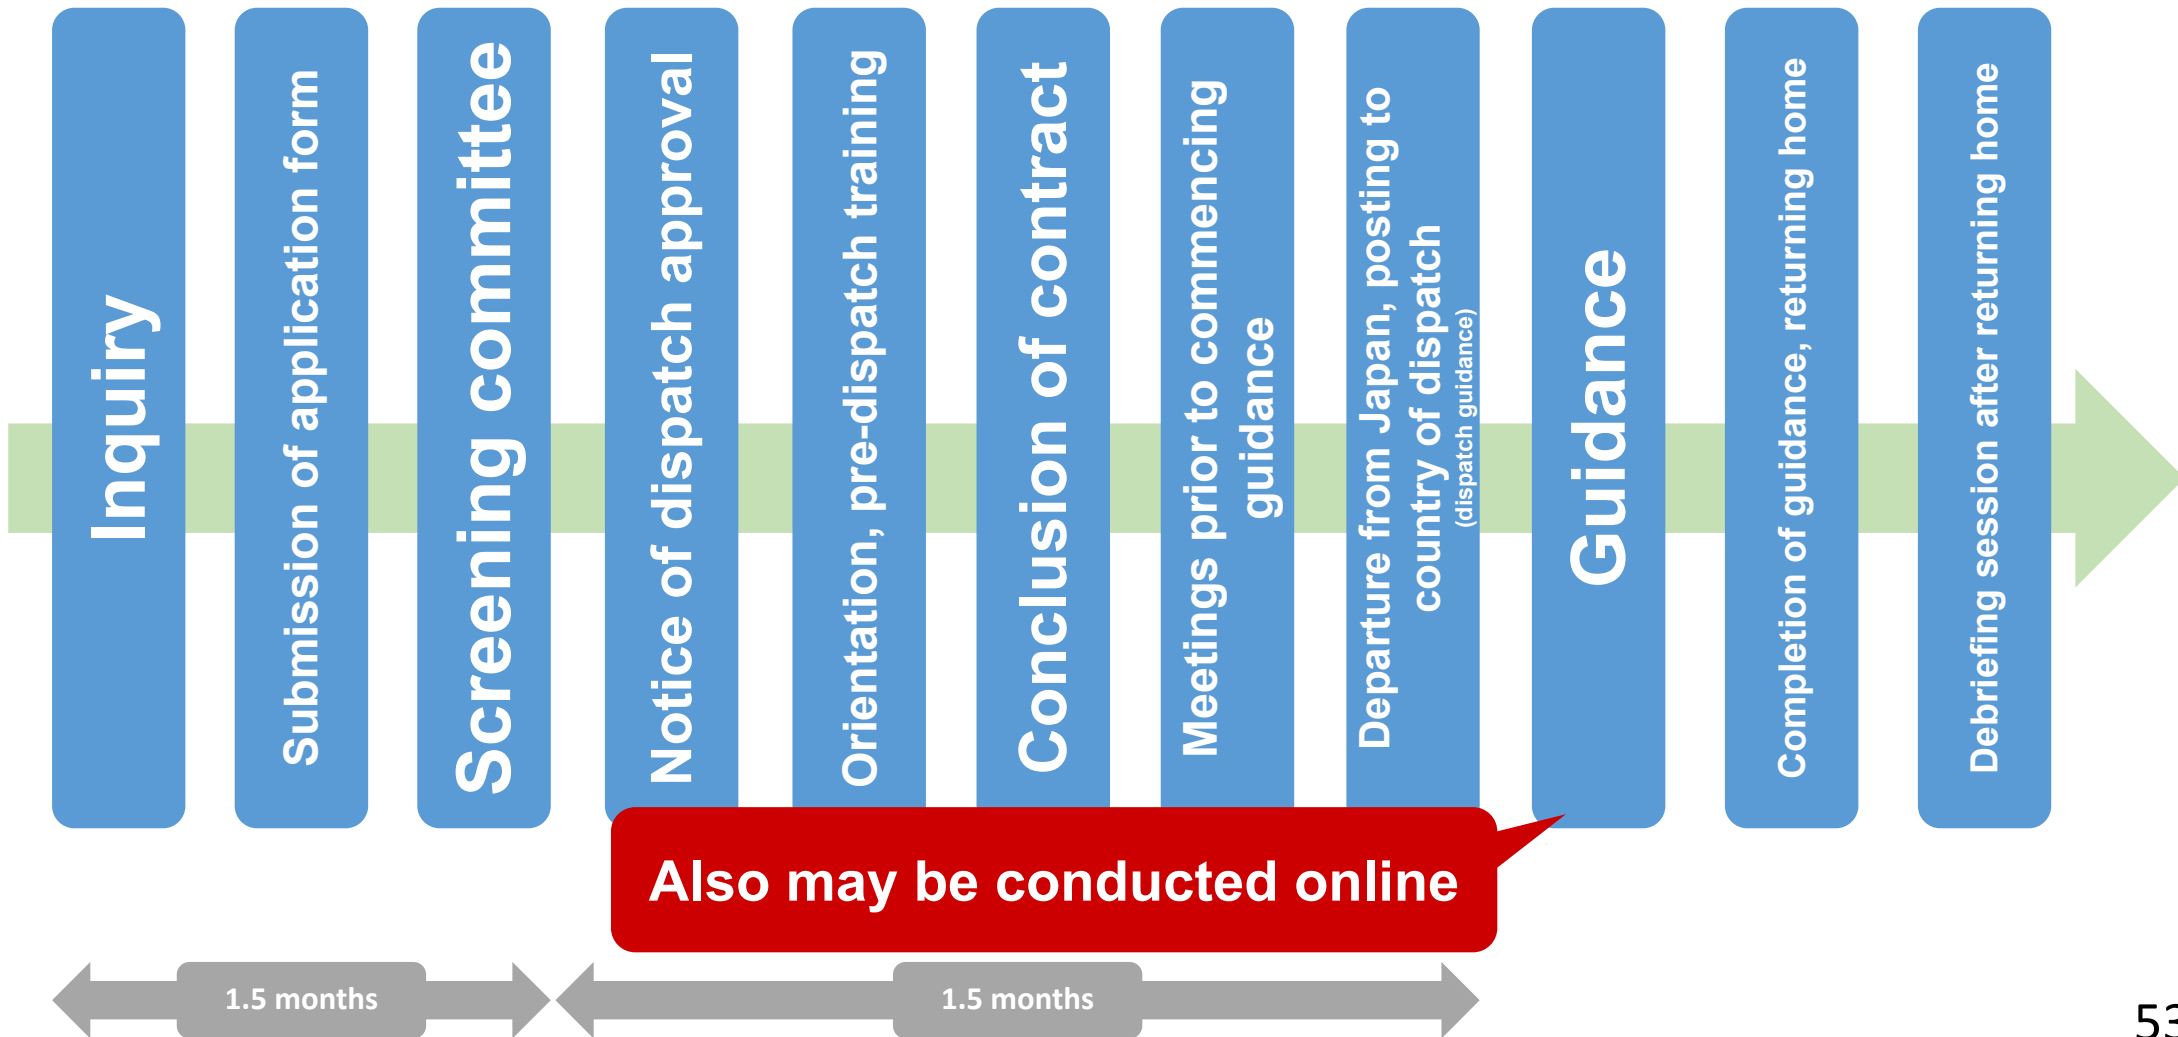 Inquiry
Submission of application form
Screening committee
Notice of dispatch approval
Orientation, pre-dispatch training
Conclusion of contract
Meetings prior to commencing
guidance
Departure from Japan, posting to
country of dispatch
(dispatch guidance)
Guidance
Completion of guidance, returning home
Debriefing session after returning home
Also may be conducted online
1.5 months
1.5 months
53